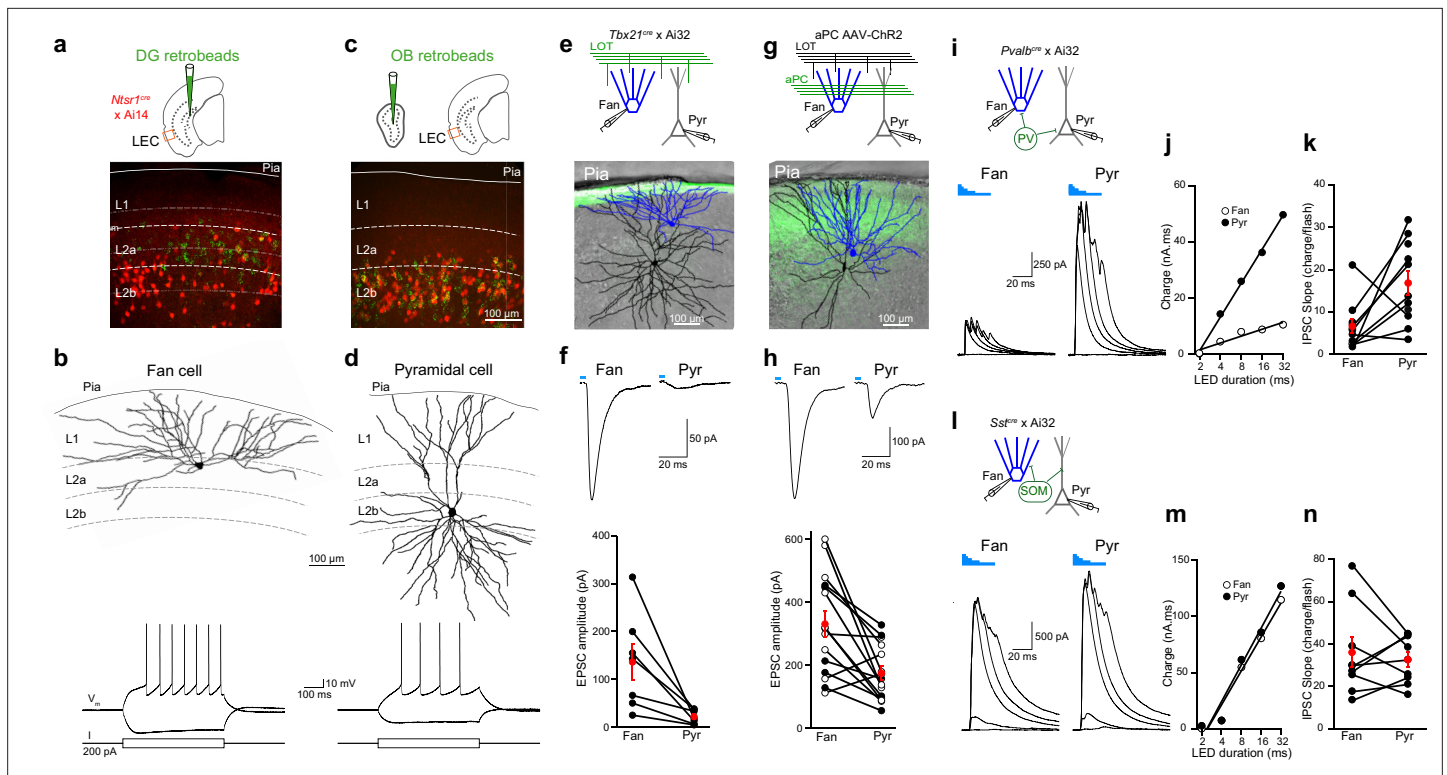 a
DG retrobeads
Ntsr1cre
x Ai14
LEC
Pia
L1
L2a
L2b
b
Fan cell
Pia
L1
L2a
L2b
100 µm
Vm
10 mV
100 ms
I
200 pA
c
OB retrobeads
LEC
Pia
L1
L2a
L2b
100 µm
d
Pyramidal cell
Pia
L1
L2a
L2b
e
Tbx21cre x Ai32
LOT
Fan
Pyr
Pia
100 µm
f
Fan
Pyr
50 pA
20 ms
EPSC amplitude (pA)
400
300
200
100
0
Fan
Pyr
g
aPC AAV-ChR2
LOT
aPC
Fan
Pyr
Pia
100 µm
h
Fan
Pyr
100 pA
20 ms
EPSC amplitude (pA)
600
400
200
0
Fan
Pyr
i
Pvalbcre x Ai32
Fan
Pyr
PV
Fan
Pyr
250 pA
20 ms
j
Charge (nA.ms)
60
40
20
0
Fan
Pyr
2
4
8
16
32
LED duration (ms)
k
IPSC Slope (charge/flash)
40
30
20
10
0
Fan
Pyr
l
Sstcre x Ai32
Fan
Pyr
SOM
Fan
Pyr
500 pA
20 ms
m
Charge (nA.ms)
150
100
50
0
Fan
Pyr
2
4
8
16
32
LED duration (ms)
n
IPSC Slope (charge/flash)
80
60
40
20
0
Fan
Pyr